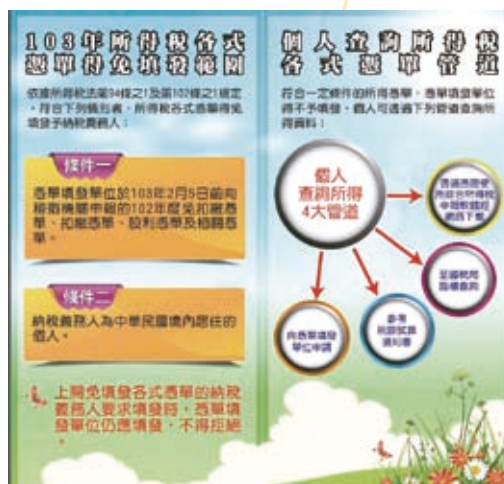 103年所得稅各式
憑單得免填發範圍
依據所得稅法第94條之1及第102條之1規定
，符合下列情形者，所得稅各式憑單得免
填發予納稅義務人：
條件一
憑單填發單位於103年2月5日前向
稽徵機關申報的102年度免扣繳憑
單、扣繳憑單、股利憑單及相關憑
單。
條件二
納稅義務人為中華民國境內居住的
個人。
上開免填發各式憑單的納稅
義務人要求填發時，憑單填
發單位仍應填發，不得拒絕
。
個人查詢所得稅
各式憑單管道
符合一定條件的所得憑單，憑單填發單位
得不予填發，個人可透過下列管道查詢所
得資料：
個人
查詢所得
4大管道
申報軟體經
網路下載
至國稅局
臨櫃查詢
參考
稅額試算
通知書
向憑單填發
單位申請